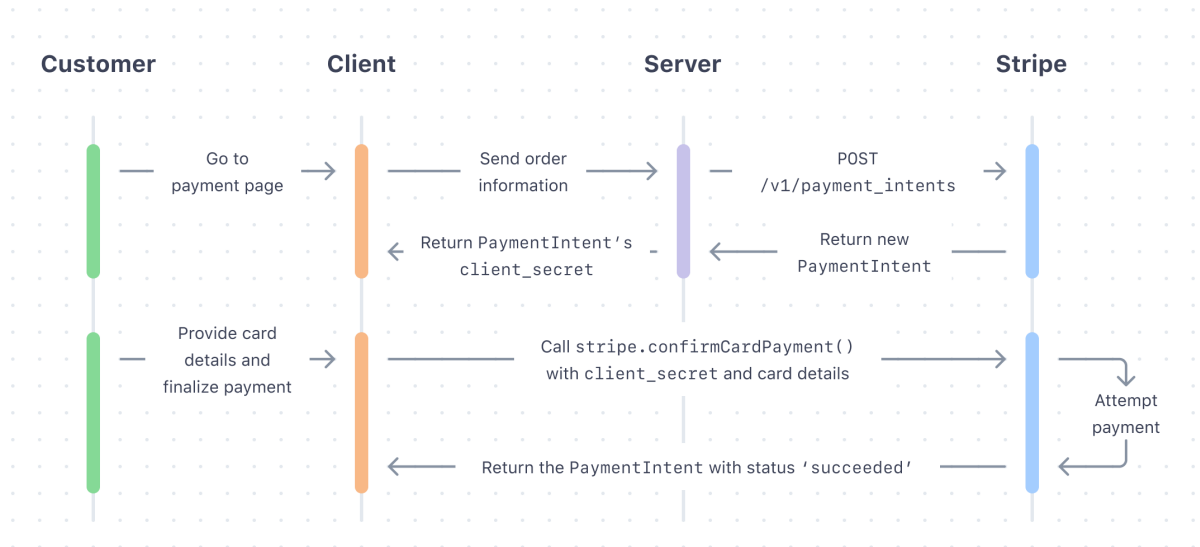 Customer
Client
Server
Stripe
Go to
payment page
Send order
information
POST
/v1/payment_intents
Return PaymentIntent’s
client_secret
Return new
PaymentIntent
Provide card
details and
finalize payment
Call stripe.confirmCardPayment()
with client_secret and card details
Attempt
payment
Return the PaymentIntent with status ‘succeeded’